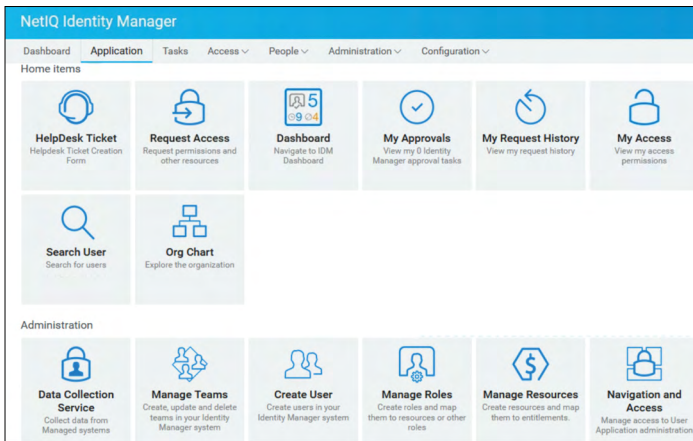 NetIQ Identity Manager
Dashboard Application Tasks Access People Administration Configuration
Home items
HelpDesk Ticket
Helpdesk Ticket Creation
Form
Request Access
Request permissions and
other resources
5
9 4
Dashboard
Navigate to IDM
Dashboard
My Approvals
View my 0 Identity
Manager approval tasks
My Request History
View my request history
My Access
View my access
permissions
Search User
Search for users
Org Chart
Explore the organization
Administration
Data Collection
Service
Collect data from
Managed systems
Manage Teams
Create, update and delete
teams in your Identity
Manager system
Create User
Create users in your
Identity Manager system
Manage Roles
Create roles and map
them to resources or other
roles
Manage Resources
Create resources and map
them to entitlements.
Navigation and
Access
Manage access to User
Application administration